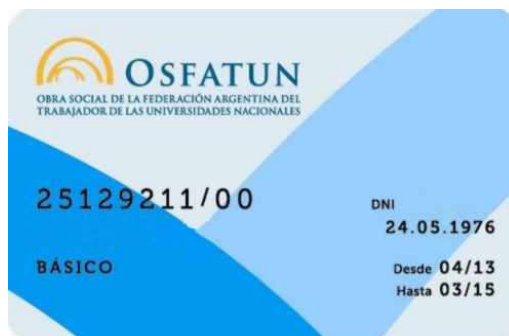 OSFATUN
OBRA SOCIAL DE LA FEDERACIÓN ARGENTINA DEL
TRABAJADOR DE LAS UNIVERSIDADES NACIONALES
25129211/00
DNI
24.05.1976
BÁSICO
Desde 04/13
Hasta 03/15